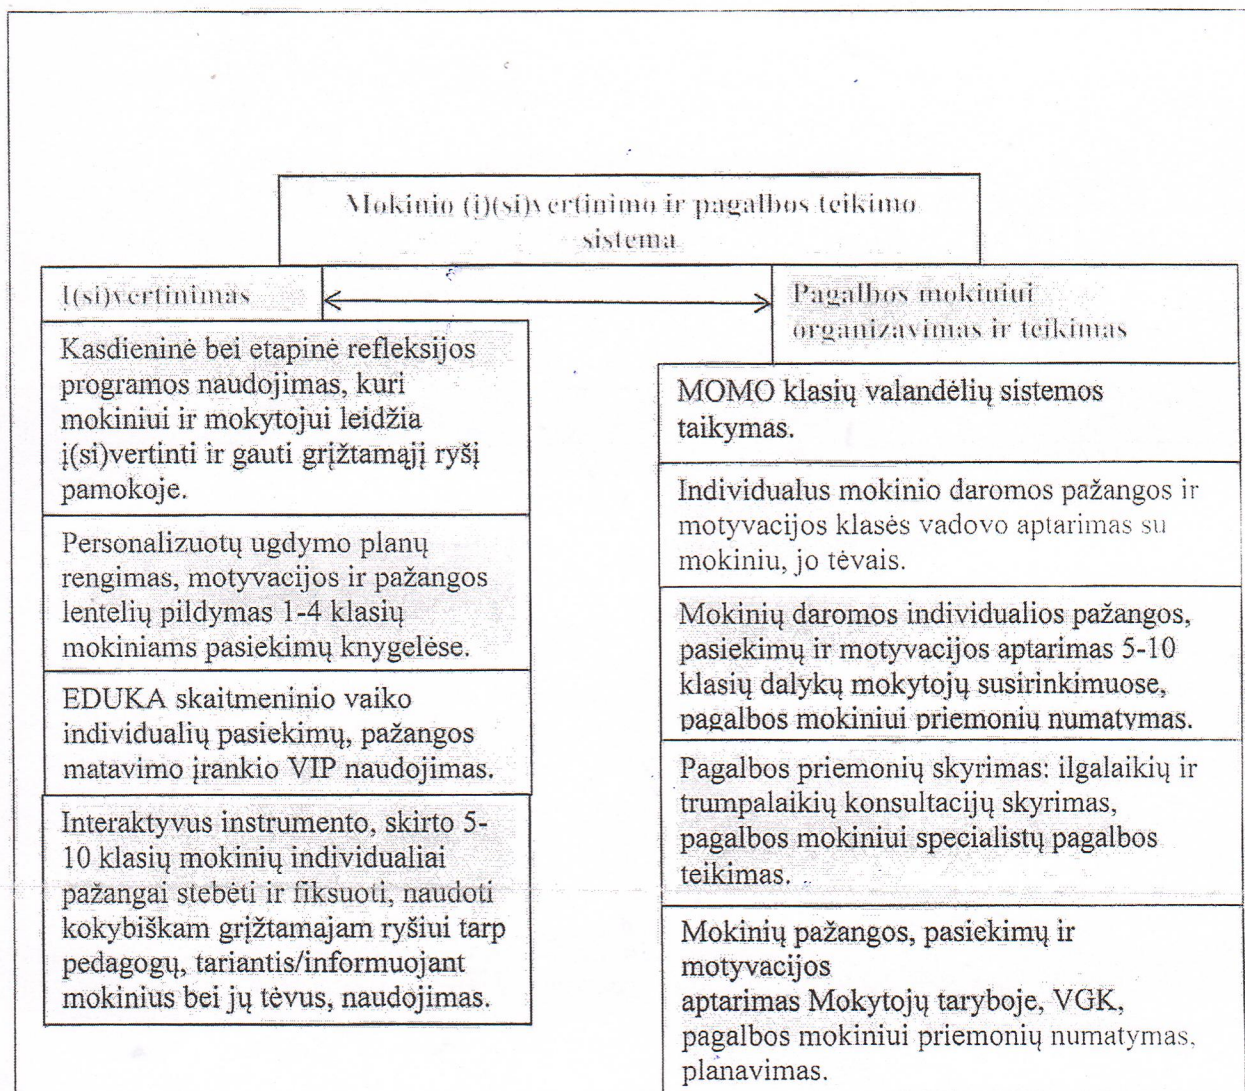 Mokinio (į)(si)vertinimo ir pagalbos teikimo
sistema
Į(si)vertinimas
Kasdieninė bei etapinė refleksijos
programos naudojimas, kuri
mokiniui ir mokytojui leidžia
į(si)vertinti ir gauti grįžtamąjį ryšį
pamokoje.
Personalizuotų ugdymo planų
rengimas, motyvacijos ir pažangos
lentelių pildymas 1-4 klasių
mokiniams pasiekimų knygelėse.
EDUKA skaitmeninio vaiko
individualių pasiekimų, pažangos
matavimo įrankio VIP naudojimas.
Interaktyvus instrumento, skirto 5-
10 klasių mokinių individualiai
pažangai stebėti ir fiksuoti, naudoti
kokybiškam grįžtamajam ryšiui tarp
pedagogų, tariantis/informuojant
mokinius bei jų tėvus, naudojimas.
Pagalbos mokiniui
organizavimas ir teikimas
MOMO klasių valandėlių sistemos
taikymas.
Individualus mokinio daromos pažangos ir
motyvacijos klasės vadovo aptarimas su
mokiniu, jo tėvais.
Mokinių daromos individualios pažangos,
pasiekimų ir motyvacijos aptarimas 5-10
klasių dalykų mokytojų susirinkimuose,
pagalbos mokiniui priemonių numatymas.
Pagalbos priemonių skyrimas: ilgalaikių ir
trumpalaikių konsultacijų skyrimas,
pagalbos mokiniui specialistų pagalbos
teikimas.
Mokinių pažangos, pasiekimų ir
motyvacijos
aptarimas Mokytojų taryboje, VGK,
pagalbos mokiniui priemonių numatymas,
planavimas.